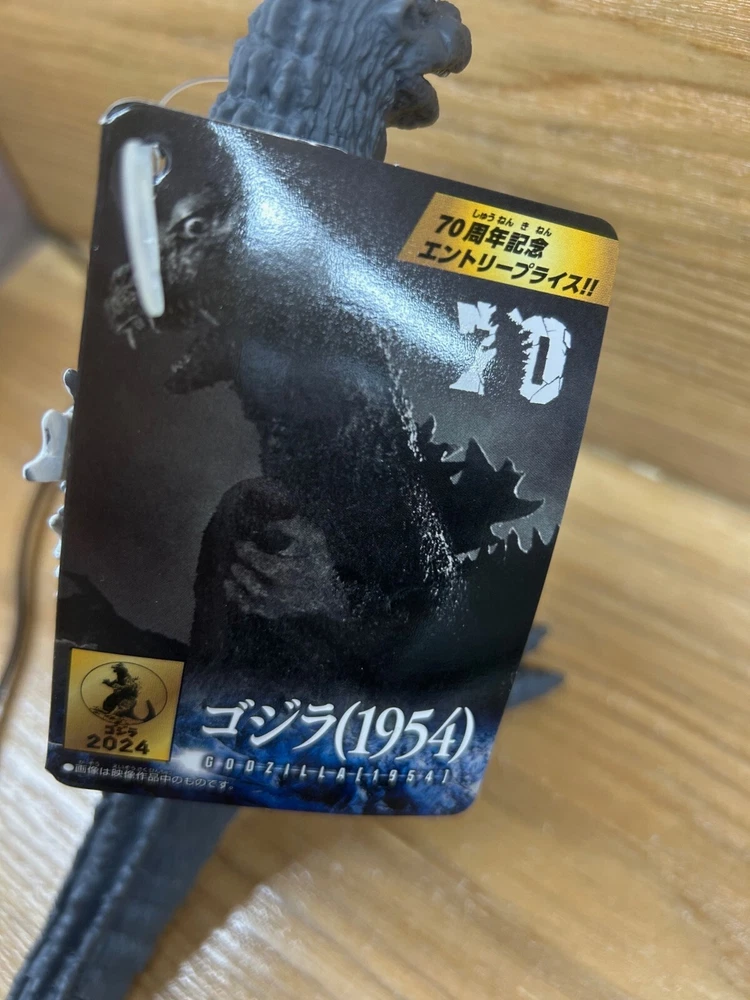 しゅうねんきねん
70周年記念
エントリープライス!!
70
ゴジラ
2024
ゴジラ(1954)
GODZILLA[1954]
●画像は映像作品中のものです。